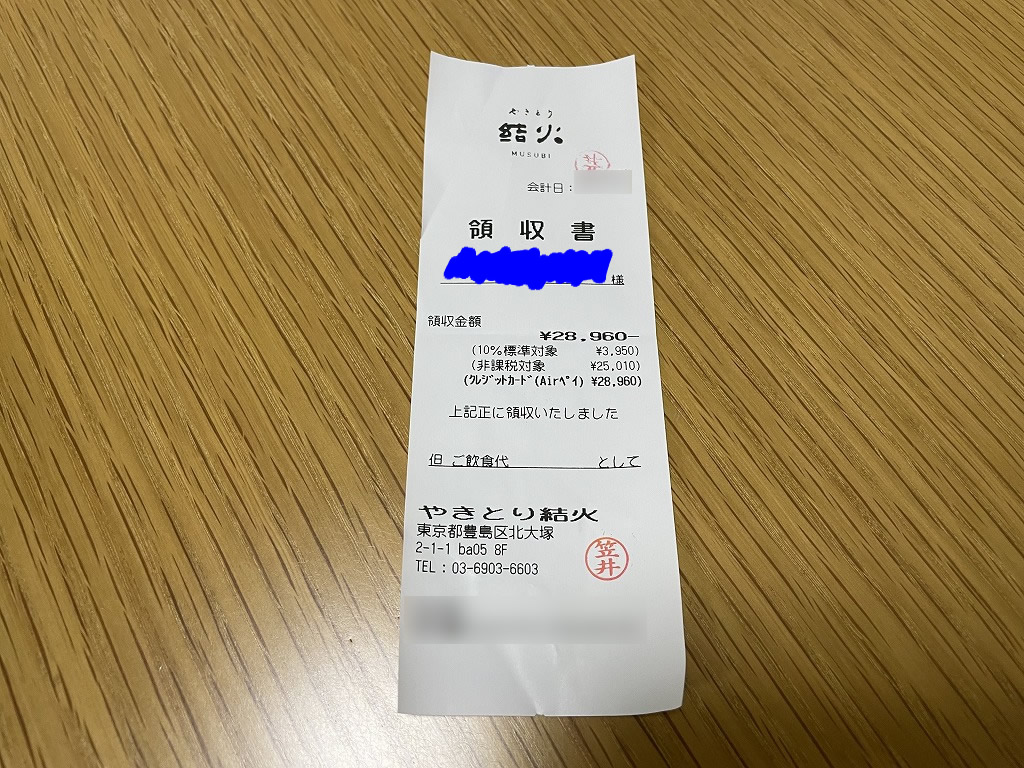 やきとり
結火
MUSUBI
会計日:
領収書
様
領収金額
¥28,960-
(10%標準対象 ¥3,950)
(非課税対象 ¥25,010)
(ｸﾚｼﾞｯﾄｶｰﾄﾞ(Airﾍﾟｲ) ¥28,960)
上記正に領収いたしました
但 ご飲食代 として
やきとり結火
東京都豊島区北大塚
2-1-1 ba05 8F
TEL : 03-6903-6603
笠井